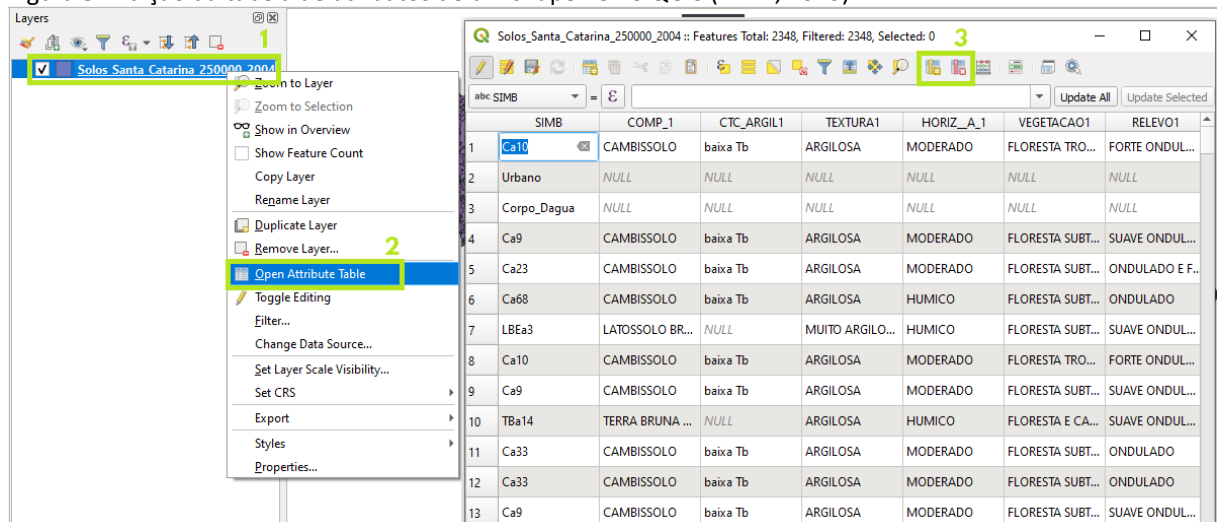 Layers
1
Solos_Santa_Catarina_250000_2004
Zoom to Layer
Zoom to Selection
Show in Overview
Show Feature Count
Copy Layer
Rename Layer
Duplicate Layer
Remove Layer...
2
Open Attribute Table
Toggle Editing
Filter...
Change Data Source...
Set Layer Scale Visibility...
Set CRS
Export
Styles
Properties...
Solos_Santa_Catarina_250000_2004 :: Features Total: 2348, Filtered: 2348, Selected: 0
3
abc SIMB = ε Update All Update Selected
SIMB COMP_1 CTC_ARGIL1 TEXTURA1 HORIZ__A_1 VEGETACAO1 RELEVO1
1 Ca10 CAMBISSOLO baixa Tb ARGILOSA MODERADO FLORESTA TRO... FORTE ONDUL...
2 Urbano NULL NULL NULL NULL NULL NULL
3 Corpo_Dagua NULL NULL NULL NULL NULL NULL
4 Ca9 CAMBISSOLO baixa Tb ARGILOSA MODERADO FLORESTA SUBT... SUAVE ONDUL...
5 Ca23 CAMBISSOLO baixa Tb ARGILOSA MODERADO FLORESTA SUBT... ONDULADO E F...
6 Ca68 CAMBISSOLO baixa Tb ARGILOSA HUMICO FLORESTA SUBT... ONDULADO
7 LBEa3 LATOSSOLO BR... NULL MUITO ARGILO... HUMICO FLORESTA SUBT... SUAVE ONDUL...
8 Ca10 CAMBISSOLO baixa Tb ARGILOSA MODERADO FLORESTA TRO... FORTE ONDUL...
9 Ca9 CAMBISSOLO baixa Tb ARGILOSA MODERADO FLORESTA SUBT... SUAVE ONDUL...
10 TBa14 TERRA BRUNA ... NULL ARGILOSA HUMICO FLORESTA E CA... SUAVE ONDUL...
11 Ca33 CAMBISSOLO baixa Tb ARGILOSA MODERADO FLORESTA SUBT... ONDULADO
12 Ca33 CAMBISSOLO baixa Tb ARGILOSA MODERADO FLORESTA SUBT... ONDULADO
13 Ca9 CAMBISSOLO baixa Tb ARGILOSA MODERADO FLORESTA SUBT... SUAVE ONDUL...